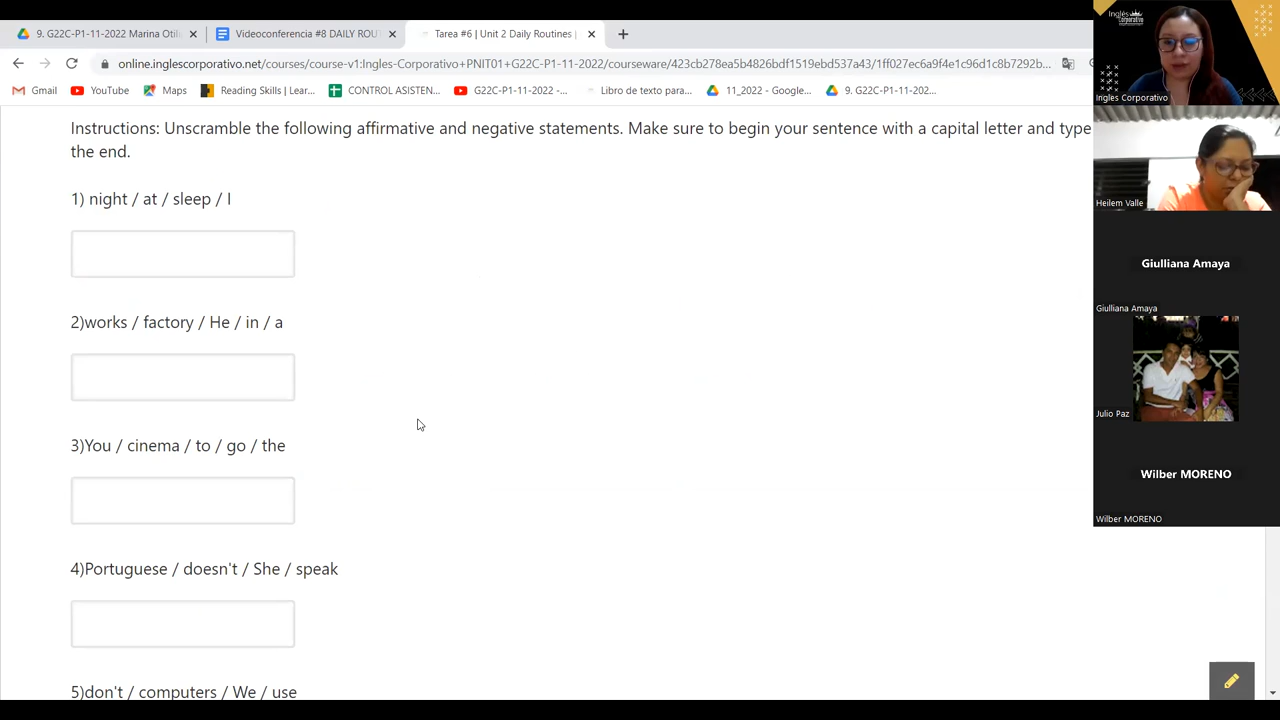 9. G22C-P1-11-2022 Marina Otili
Videoconferencia #8 DAILY ROUT
Tarea #6 | Unit 2 Daily Routines |
online.inglescorporativo.net/courses/course-v1:Ingles-Corporativo+PNIT01+G22C-P1-11-2022/courseware/423cb278ea5b4826bdf1519ebd537a43/1ff027ec6a9f4e1c96d1c8b7292b...
Gmail
YouTube
Maps
Reading Skills | Lear...
CONTROL ASISTEN...
G22C-P1-11-2022 -...
Libro de texto para...
11_2022 - Google...
9. G22C-P1-11-202...
Instructions: Unscramble the following affirmative and negative statements. Make sure to begin your sentence with a capital letter and type
the end.
1) night / at / sleep / I
2)works / factory / He / in / a
3)You / cinema / to / go / the
4)Portuguese / doesn't / She / speak
5)don't / computers / We / use
Inglés
Corporativo
Ingles Corporativo
Heilem Valle
Giulliana Amaya
Giulliana Amaya
Julio Paz
Wilber MORENO
Wilber MORENO